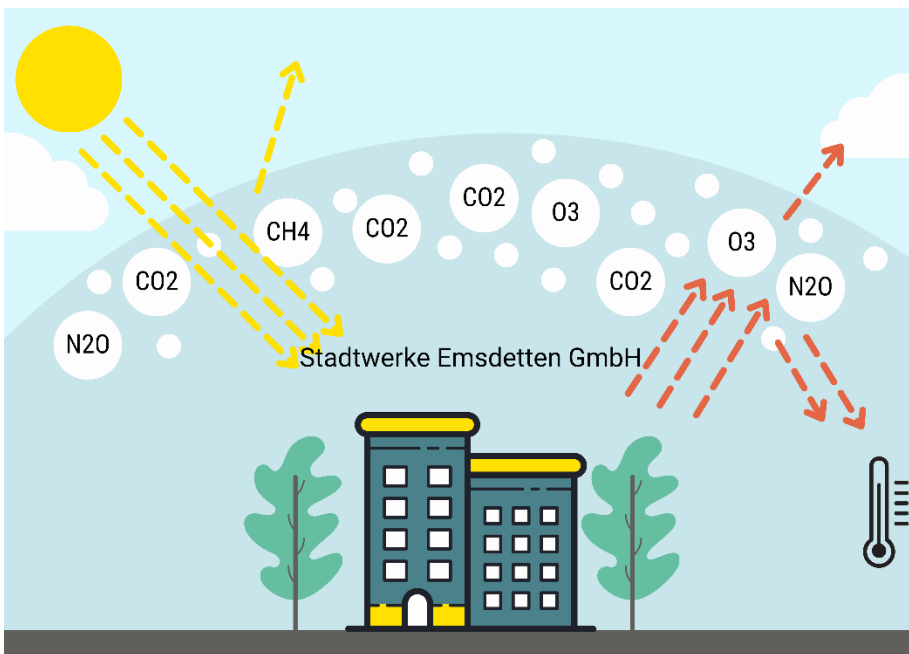 CO2
O3
CH4
CO2
O3
CO2
CO2
N2O
N2O
Stadtwerke Emsdetten GmbH